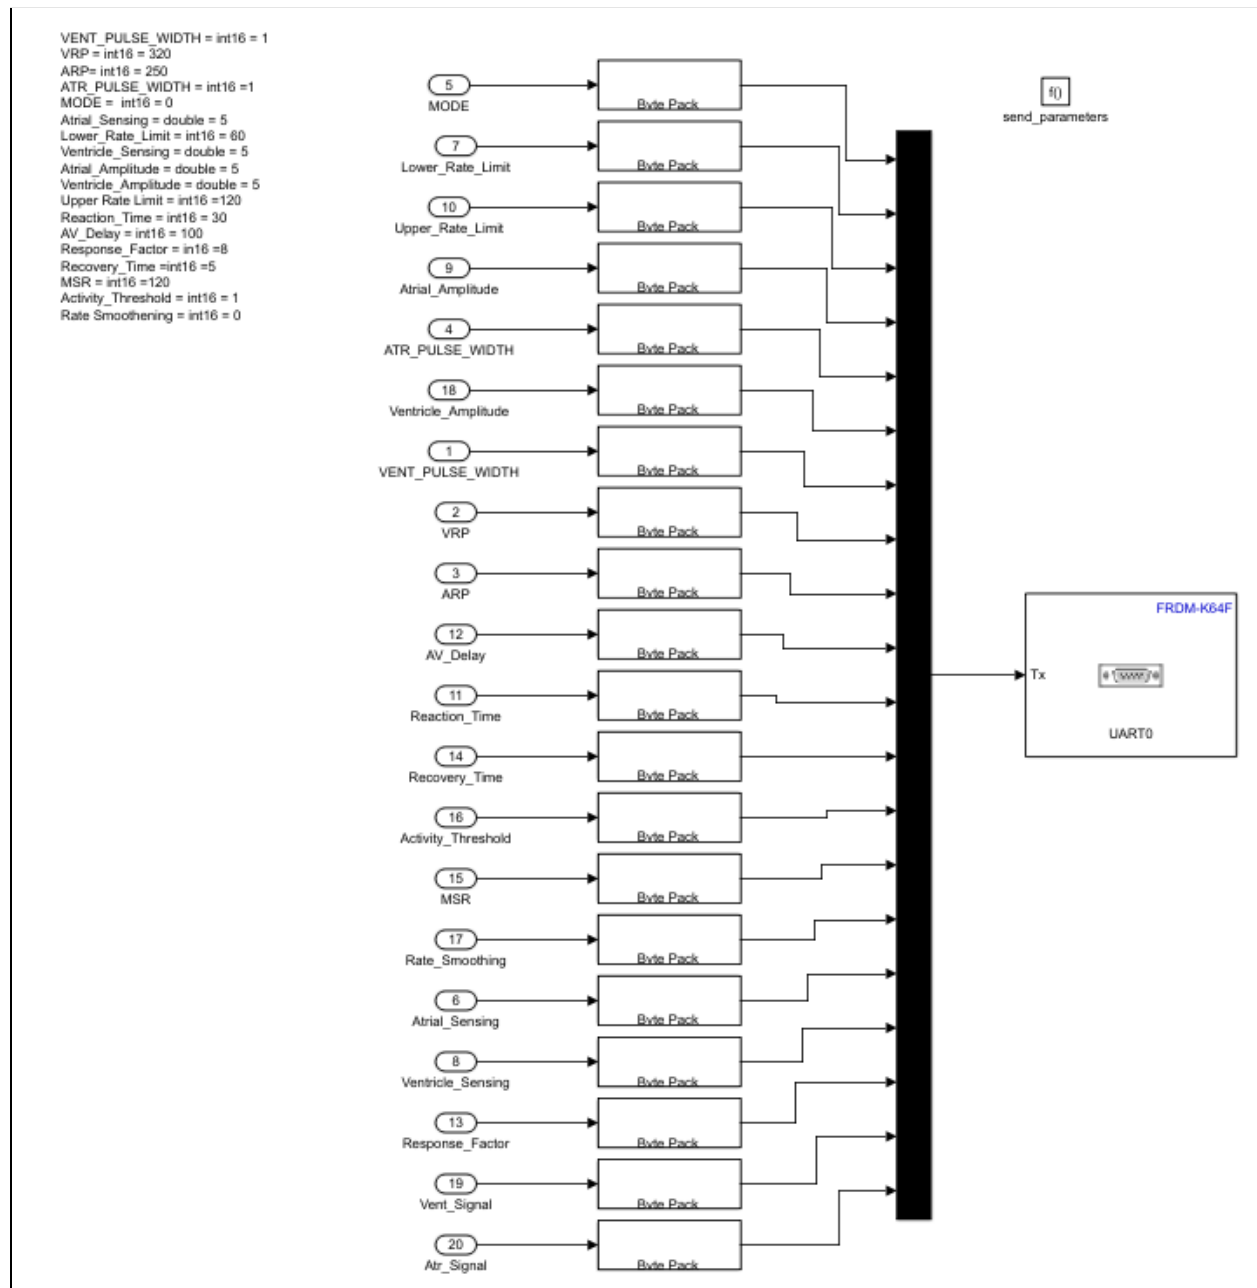 VENT_PULSE_WIDTH = int16 = 1
VRP = int16 = 320
ARP= int16 = 250
ATR_PULSE_WIDTH = int16 =1
MODE =  int16 = 0
Atrial_Sensing = double = 5
Lower_Rate_Limit = int16 = 60
Ventricle_Sensing = double = 5
Atrial_Amplitude = double = 5
Ventricle_Amplitude = double = 5
Upper Rate Limit = int16 =120
Reaction_Time = int16 = 30
AV_Delay = int16 = 100
Response_Factor = in16 =8
Recovery_Time =int16 =5
MSR = int16 =120
Activity_Threshold = int16 = 1
Rate Smoothening = int16 = 0
5
MODE
Byte Pack
7
Lower_Rate_Limit
Byte Pack
10
Upper_Rate_Limit
Byte Pack
9
Atrial_Amplitude
Byte Pack
4
ATR_PULSE_WIDTH
Byte Pack
18
Ventricle_Amplitude
Byte Pack
1
VENT_PULSE_WIDTH
Byte Pack
2
VRP
Byte Pack
3
ARP
Byte Pack
12
AV_Delay
Byte Pack
11
Reaction_Time
Byte Pack
14
Recovery_Time
Byte Pack
16
Activity_Threshold
Byte Pack
15
MSR
Byte Pack
17
Rate_Smoothing
Byte Pack
6
Atrial_Sensing
Byte Pack
8
Ventricle_Sensing
Byte Pack
13
Response_Factor
Byte Pack
19
Vent_Signal
Byte Pack
20
Atr_Signal
Byte Pack
f()
send_parameters
FRDM-K64F
Tx
UART0